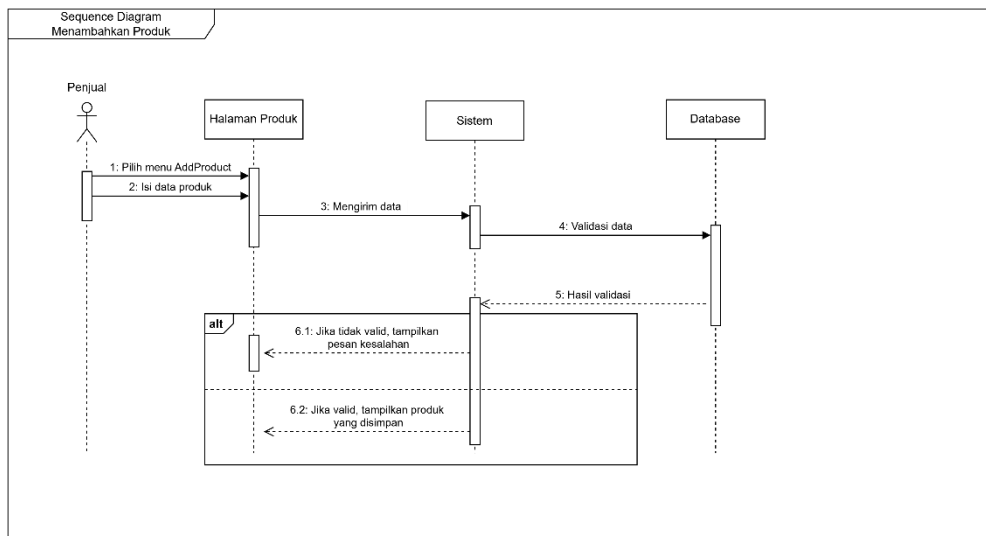 Sequence Diagram
Menambahkan Produk
Penjual
Halaman Produk
Sistem
Database
1: Pilih menu AddProduct
2: Isi data produk
3: Mengirim data
4: Validasi data
5: Hasil validasi
alt
6.1: Jika tidak valid, tampilkan
pesan kesalahan
6.2: Jika valid, tampilkan produk
yang disimpan